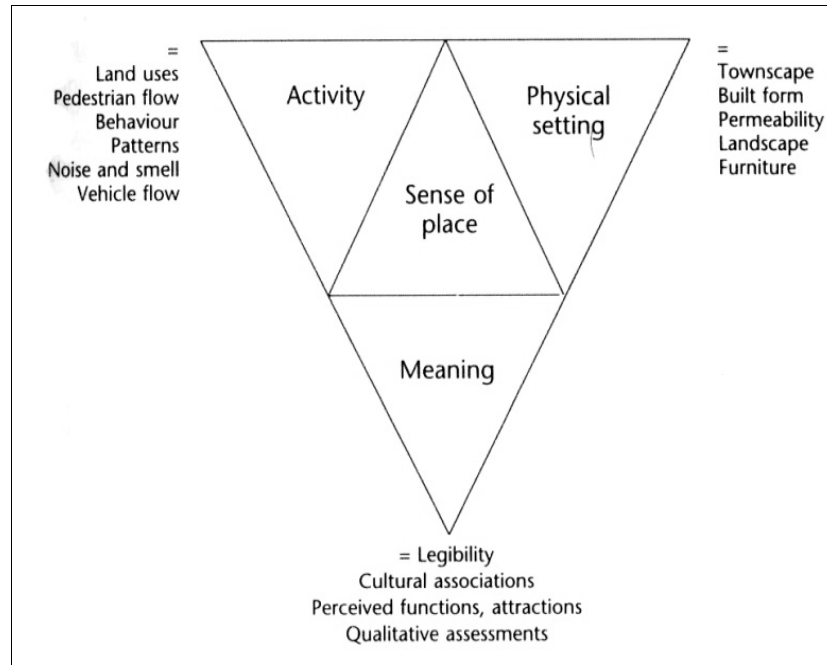 =
Land uses
Pedestrian flow
Behaviour
Patterns
Noise and smell
Vehicle flow
Activity
Physical
setting
=
Townscape
Built form
Permeability
Landscape
Furniture
Sense of
place
Meaning
= Legibility
Cultural associations
Perceived functions, attractions
Qualitative assessments